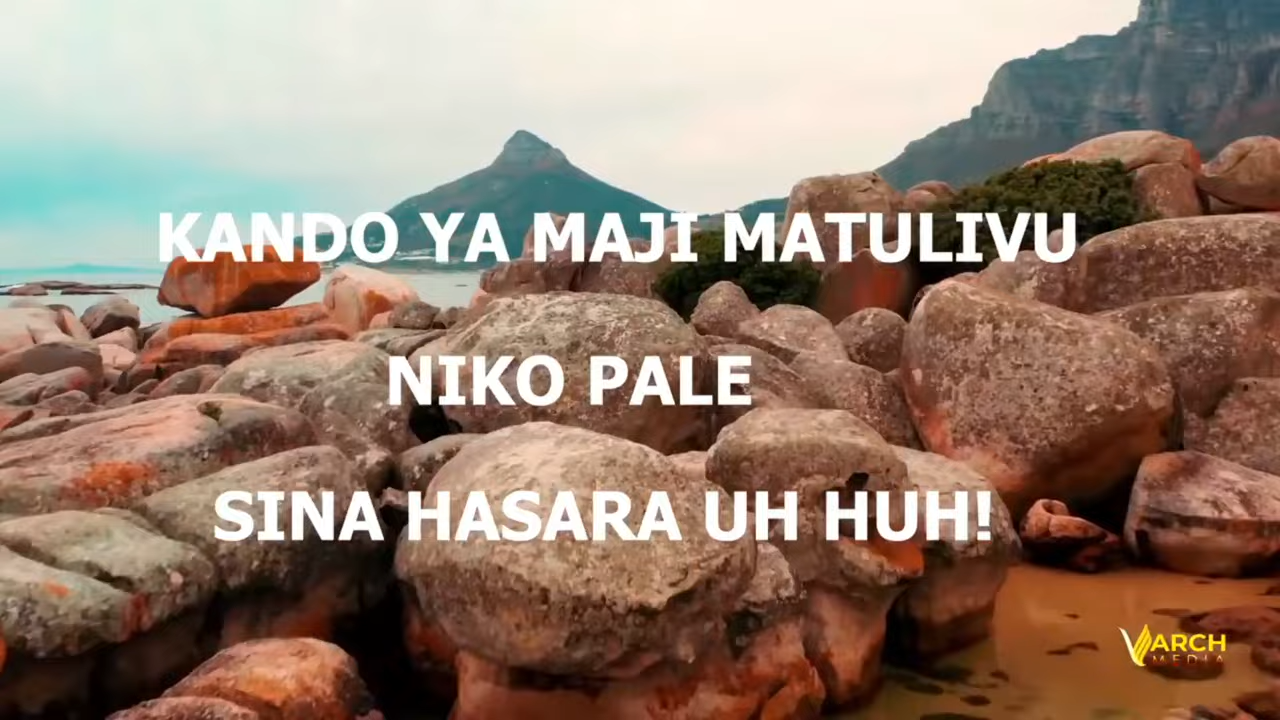 KANDO YA MAJI MATULIVU
NIKO PALE
SINA HASARA UH HUH!
VARCH
MEDIA